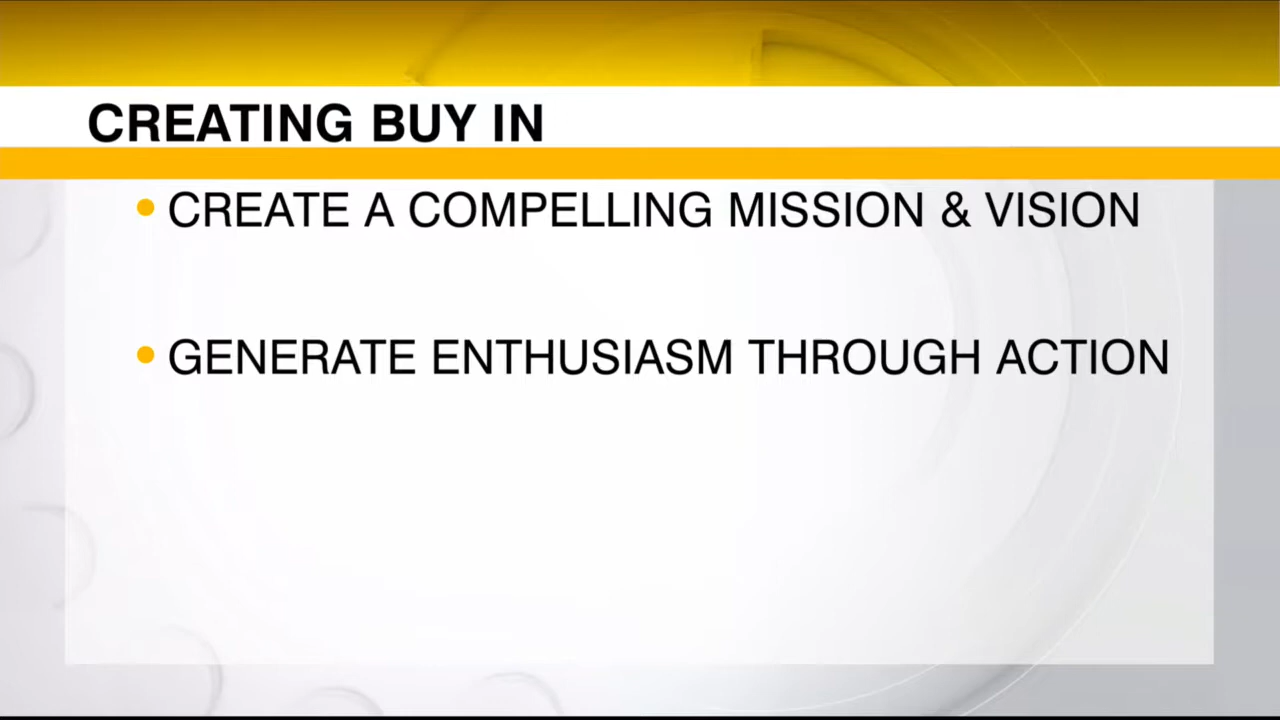 CREATING BUY IN
• CREATE A COMPELLING MISSION & VISION
• GENERATE ENTHUSIASM THROUGH ACTION